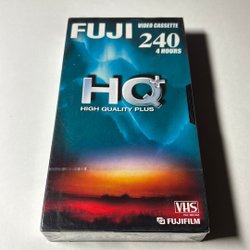 FUJI
VIDEO CASSETTE
240
4 HOURS
HQ+
HIGH QUALITY PLUS
VHS
FUJIFILM